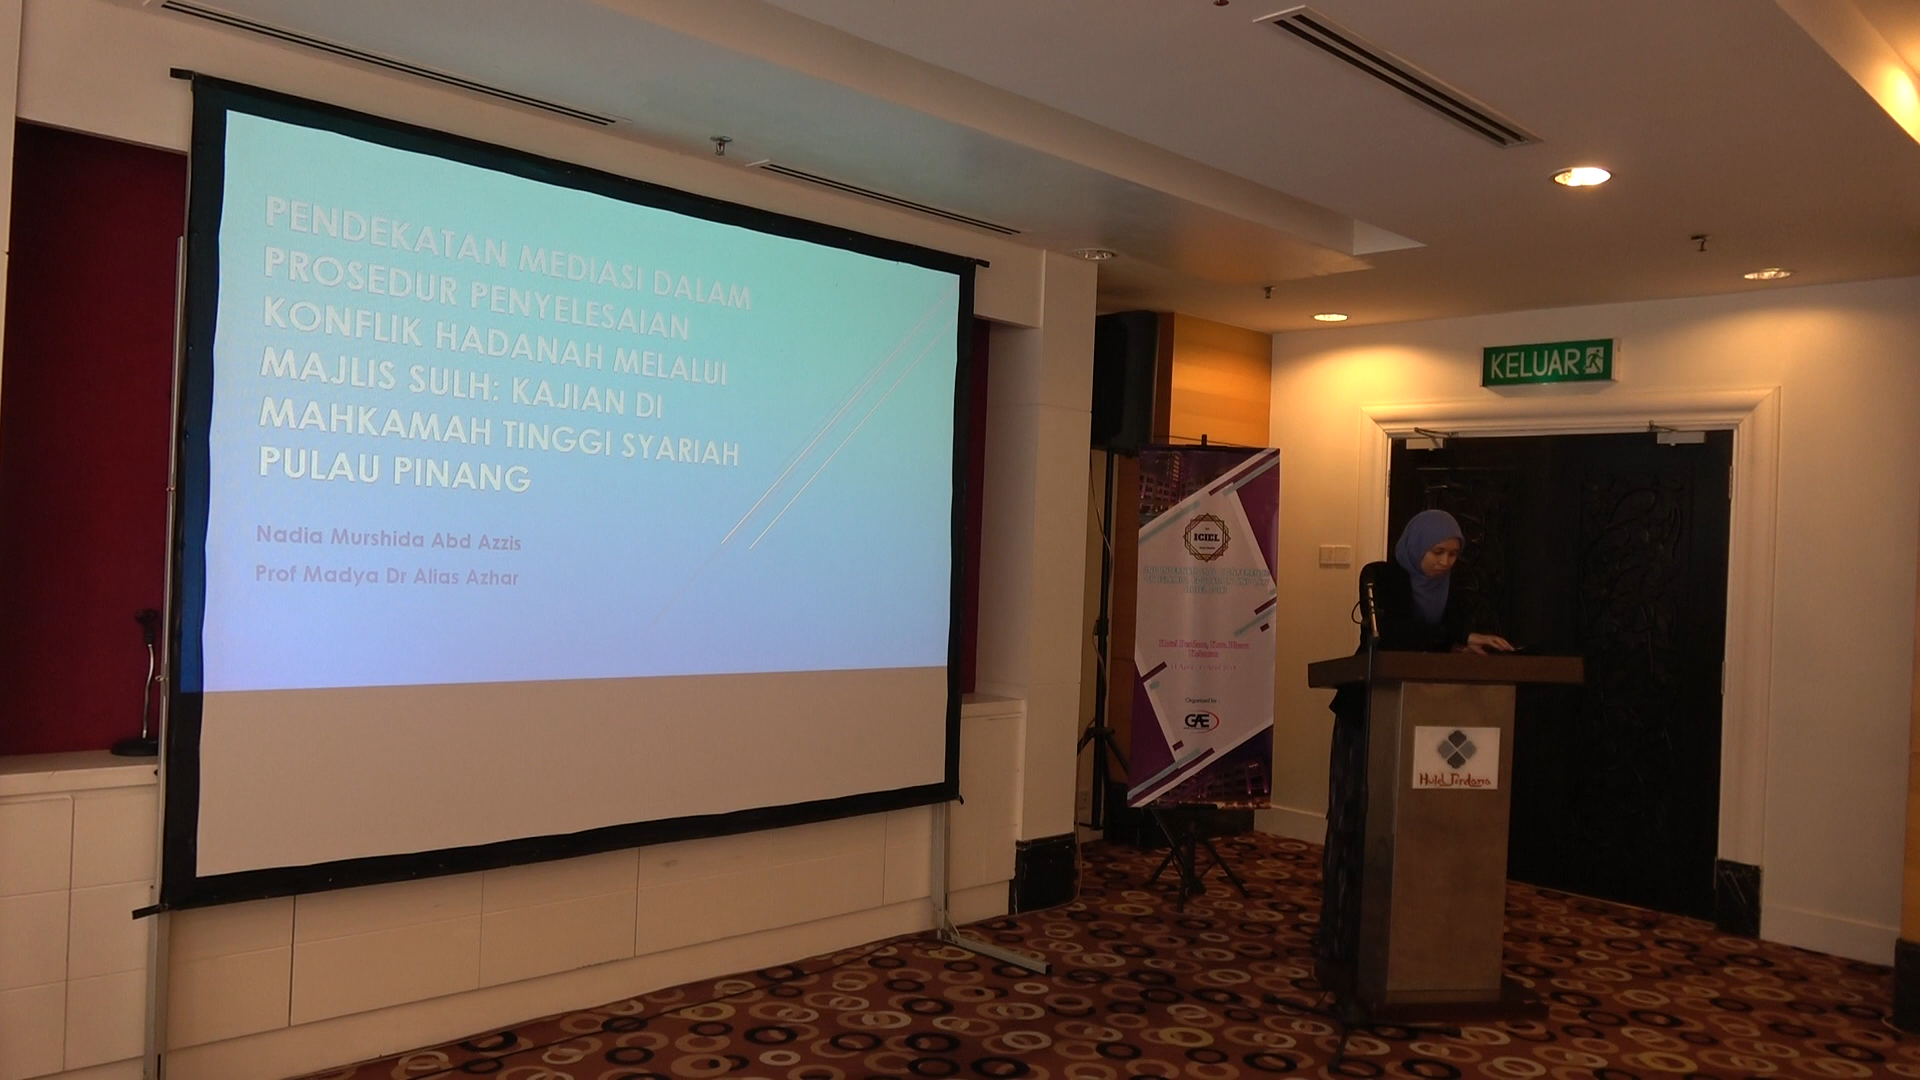 PENDEKATAN MEDIASI DALAM
PROSEDUR PENYELESAIAN
KONFLIK HADANAH MELALUI
MAJLIS SULH: KAJIAN DI
MAHKAMAH TINGGI SYARIAH
PULAU PINANG
Nadia Murshida Abd Azzis
Prof Madya Dr Alias Azhar
KELUAR
ICIEL
Organized by
GAE
Hotel Perdana